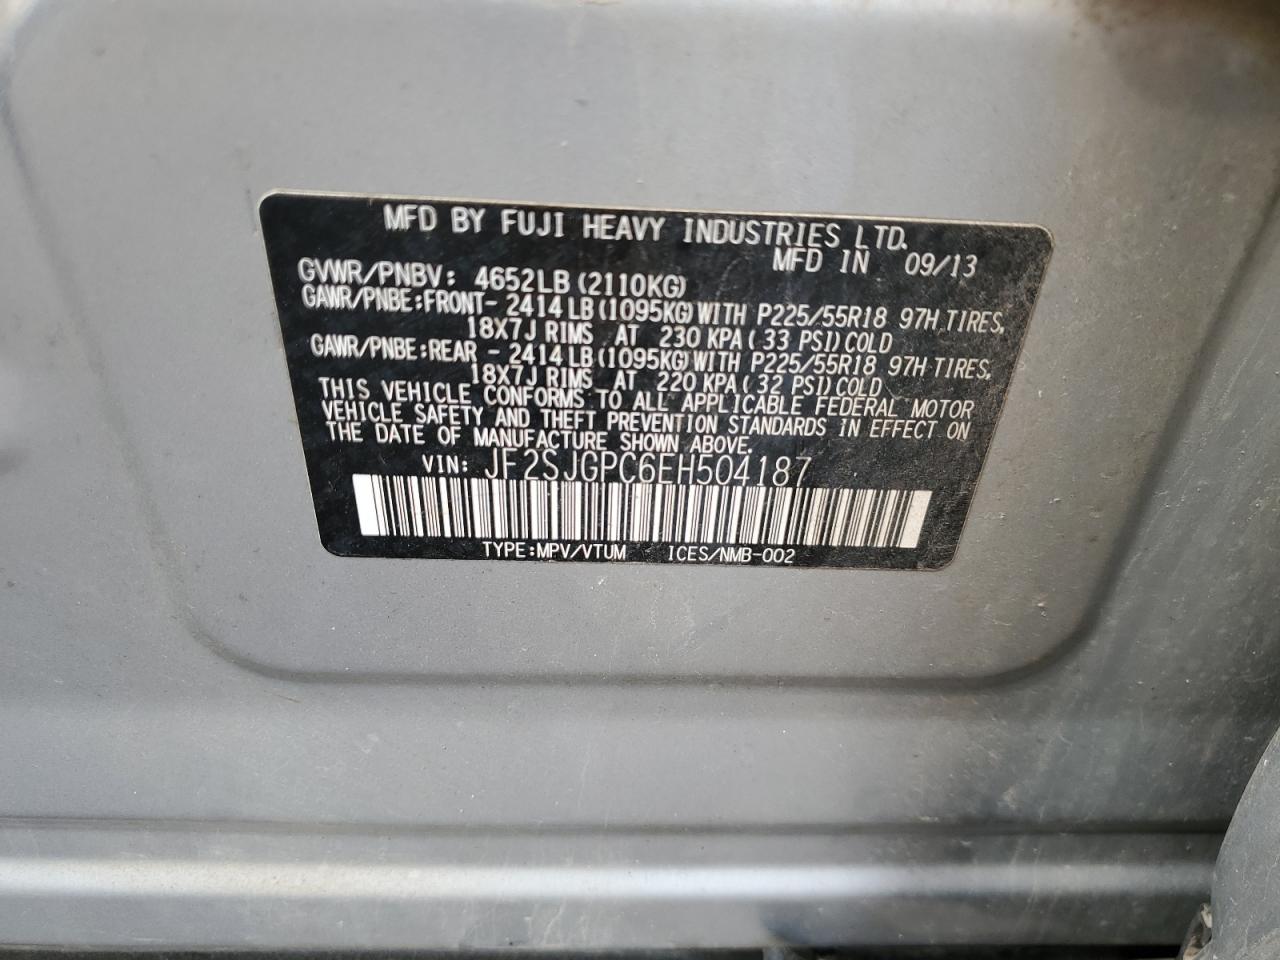 MFD BY FUJI HEAVY INDUSTRIES LTD.
MFD IN 09/13
GVWR/PNBV: 4652LB (2110KG)
GAWR/PNBE:FRONT- 2414 LB (1095KG) WITH P225/55R18 97H TIRES,
18X7J RIMS AT 230 KPA ( 33 PSI) COLD
GAWR/PNBE:REAR - 2414 LB (1095KG) WITH P225/55R18 97H TIRES,
18X7J RIMS AT 220 KPA ( 32 PSI) COLD
THIS VEHICLE CONFORMS TO ALL APPLICABLE FEDERAL MOTOR
VEHICLE SAFETY AND THEFT PREVENTION STANDARDS IN EFFECT ON
THE DATE OF MANUFACTURE SHOWN ABOVE.
VIN: JF2SJGPC6EH504187
TYPE:MPV/VTUM ICES/NMB-002